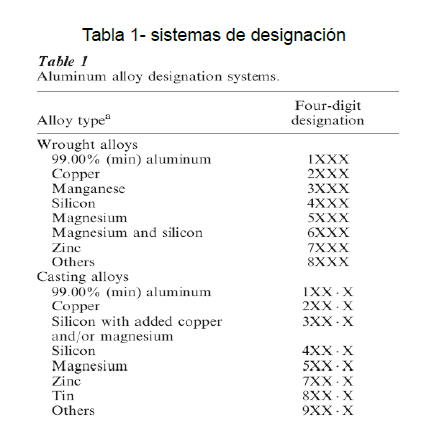 Tabla 1- sistemas de designación
Table 1
Aluminum alloy designation systems.
Alloy typeª Four-digit designation
Wrought alloys
99.00% (min) aluminum 1XXX
Copper 2XXX
Manganese 3XXX
Silicon 4XXX
Magnesium 5XXX
Magnesium and silicon 6XXX
Zinc 7XXX
Others 8XXX
Casting alloys
99.00% (min) aluminum 1XX · X
Copper 2XX · X
Silicon with added copper 3XX · X
and/or magnesium
Silicon 4XX · X
Magnesium 5XX · X
Zinc 7XX · X
Tin 8XX · X
Others 9XX · X